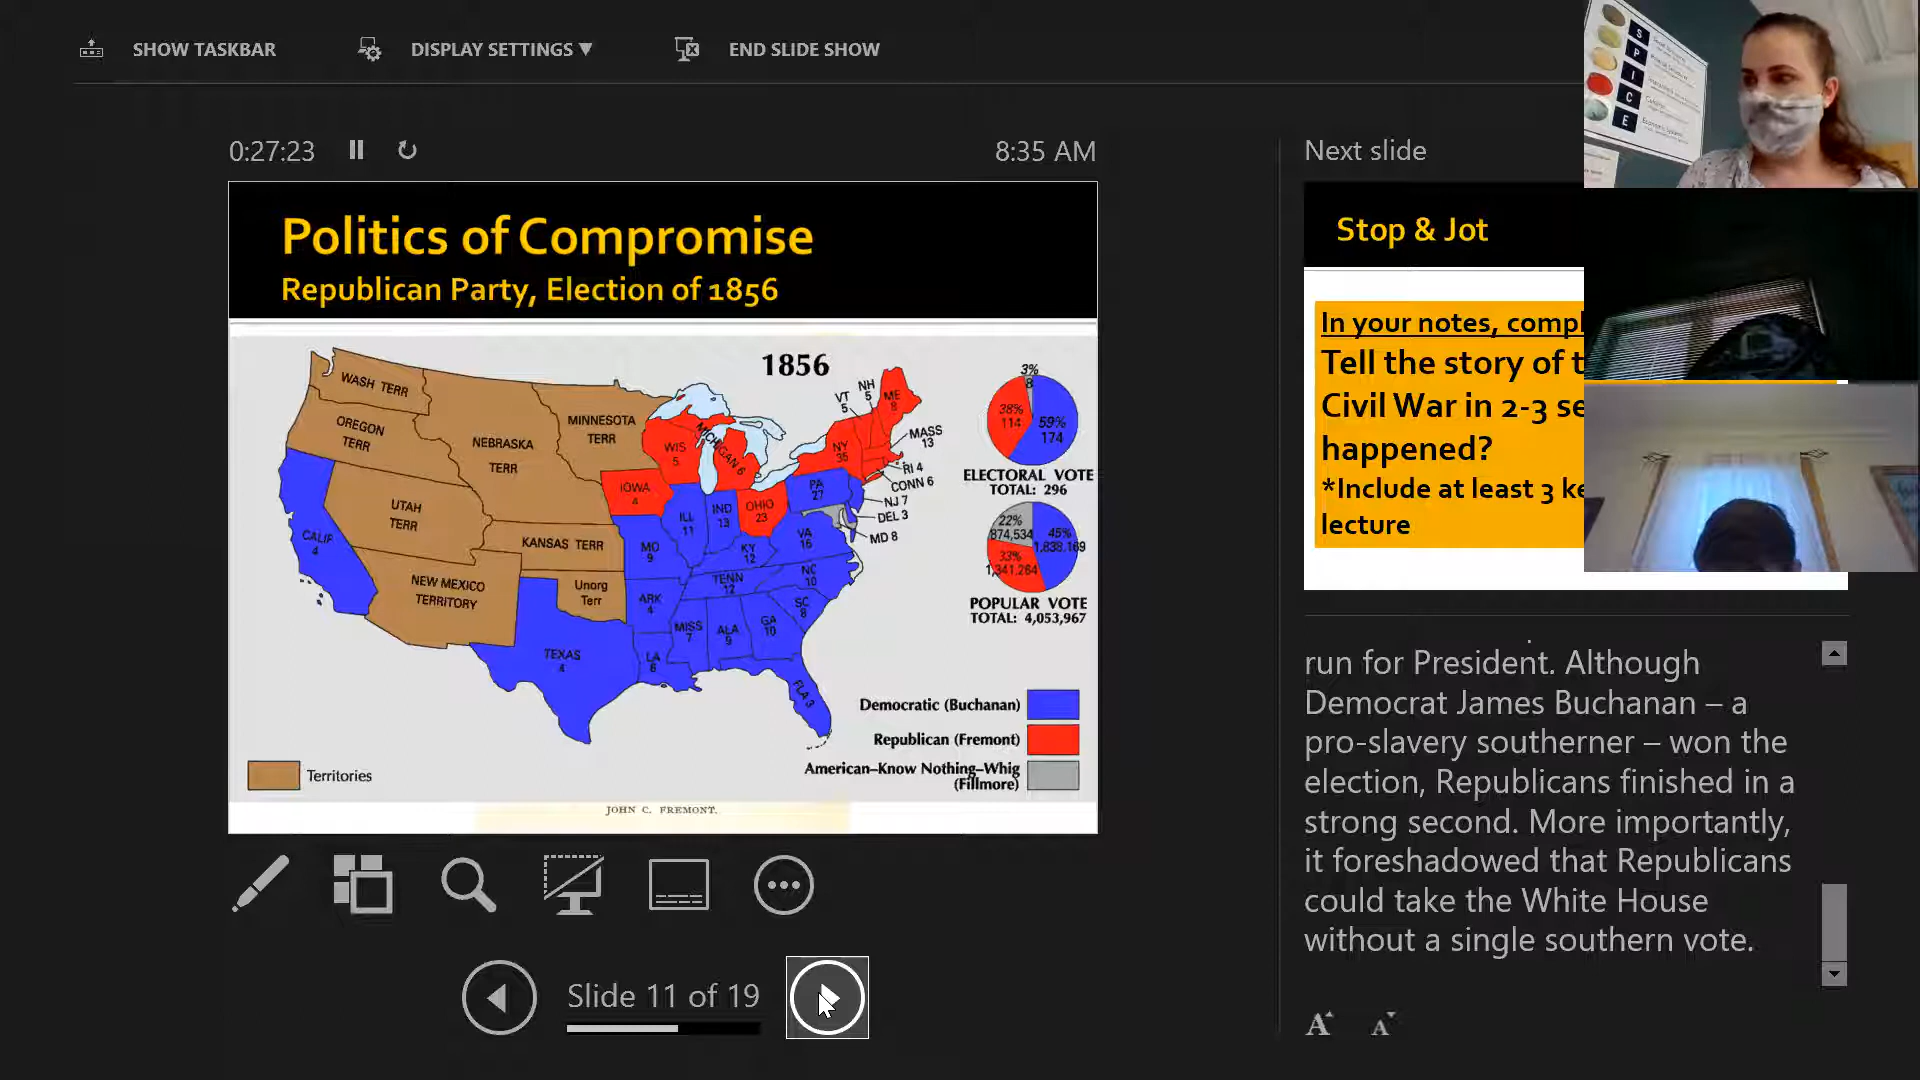 SHOW TASKBAR
DISPLAY SETTINGS ▼
END SLIDE SHOW
0:27:23
8:35 AM
Politics of Compromise
Republican Party, Election of 1856
1856
WASH TERR
OREGON
TERR
NEBRASKA
TERR
MINNESOTA
TERR
UTAH
TERR
KANSAS TERR
NEW MEXICO
TERRITORY
Unorg
Terr
CALIF
4
TEXAS
4
WIS
5
MICHIGAN 6
IOWA
4
ILL
11
IND
13
OHIO
23
MO
9
KY
12
TENN
12
ARK
4
LA
6
MISS
7
ALA
9
GA
10
FLA 3
SC
8
NC
10
VA
16
PA
27
NY
35
VT
5
NH
5
ME
8
MASS
13
RI 4
CONN 6
NJ 7
DEL 3
MD 8
3%
8
38%
114
59%
174
ELECTORAL VOTE
TOTAL: 296
22%
874,534
45%
1,838,169
33%
1,341,264
POPULAR VOTE
TOTAL: 4,053,967
Democratic (Buchanan)
Republican (Fremont)
American–Know Nothing–Whig
(Fillmore)
Territories
JOHN C. FREMONT.
Slide 11 of 19
Next slide
Stop & Jot
In your notes, compl
Tell the story of t
Civil War in 2-3 se
happened?
*Include at least 3 ke
lecture
run for President. Although
Democrat James Buchanan – a
pro-slavery southerner – won the
election, Republicans finished in a
strong second. More importantly,
it foreshadowed that Republicans
could take the White House
without a single southern vote.
A A
S
P
I
C
E